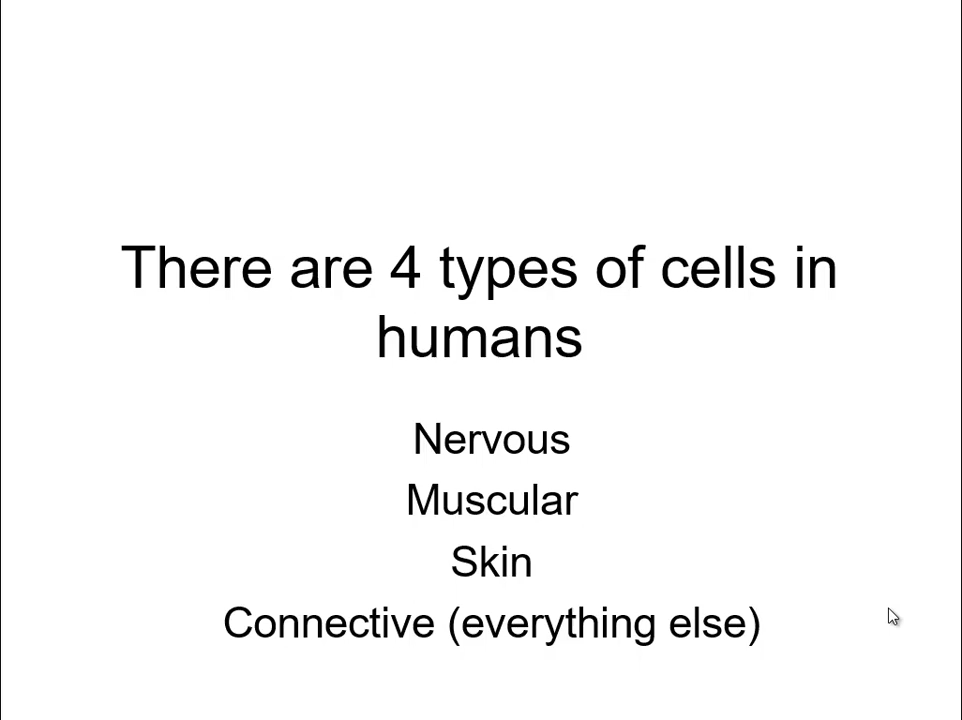 There are 4 types of cells in
humans
Nervous
Muscular
Skin
Connective (everything else)